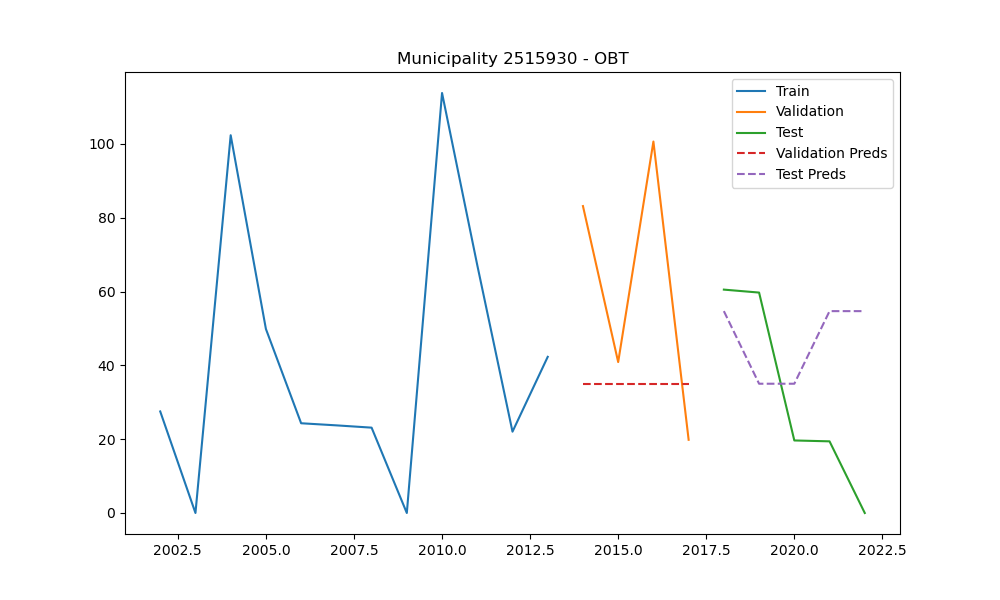 Municipality 2515930 - OBT
Train
Validation
Test
Validation Preds
Test Preds
100
80
60
40
20
0
2002.5 2005.0 2007.5 2010.0 2012.5 2015.0 2017.5 2020.0 2022.5